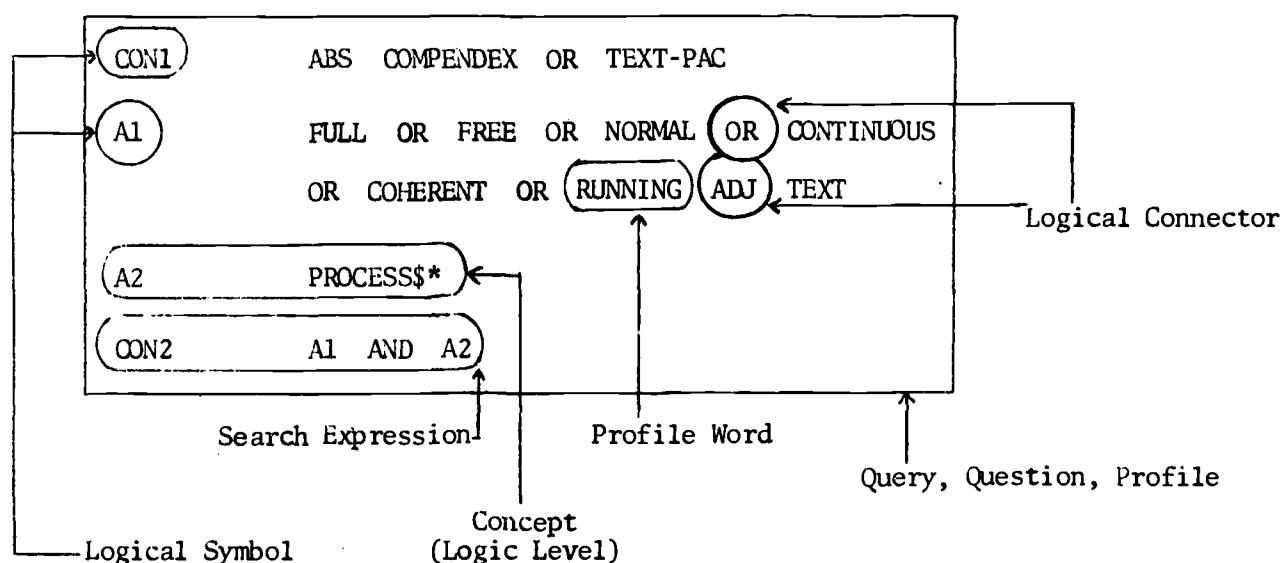 CON1 ABS COMPENDEX OR TEXT-PAC
A1 FULL OR FREE OR NORMAL OR CONTINUOUS
OR COHERENT OR RUNNING ADJ TEXT
Logical Connector
A2 PROCESS$*
CON2 A1 AND A2
Search Expression Profile Word
Query, Question, Profile
Concept
Logical Symbol (Logic Level)